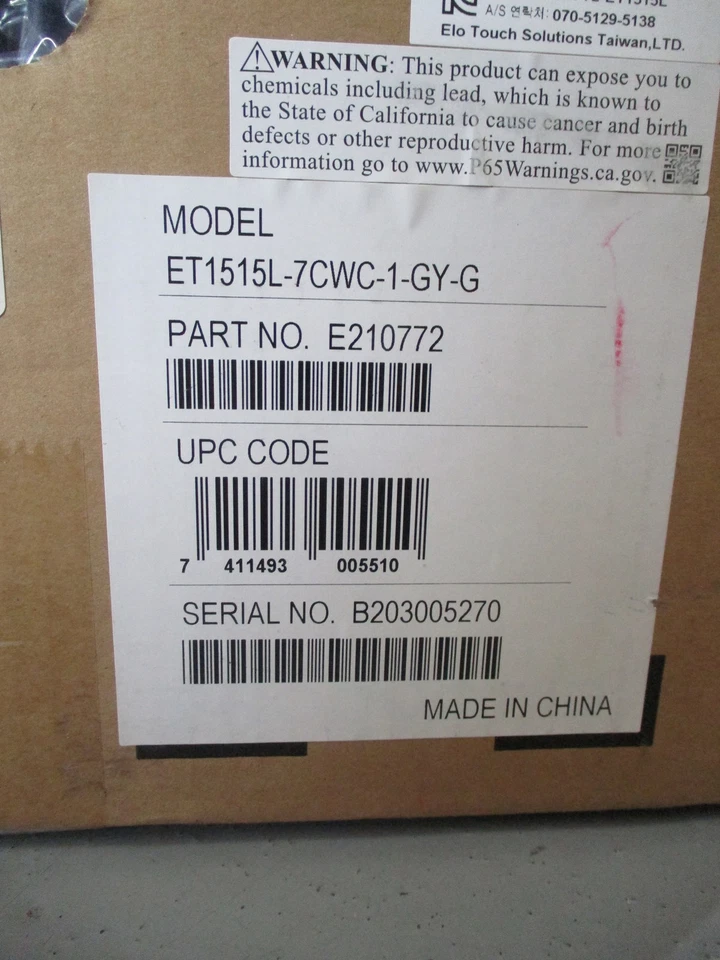 A/S 연락처: 070-5129-5138
Elo Touch Solutions Taiwan,LTD.
⚠WARNING: This product can expose you to
chemicals including lead, which is known to
the State of California to cause cancer and birth
defects or other reproductive harm. For more
information go to www.P65Warnings.ca.gov.
MODEL
ET1515L-7CWC-1-GY-G
PART NO. E210772
UPC CODE
7 411493 005510
SERIAL NO. B203005270
MADE IN CHINA